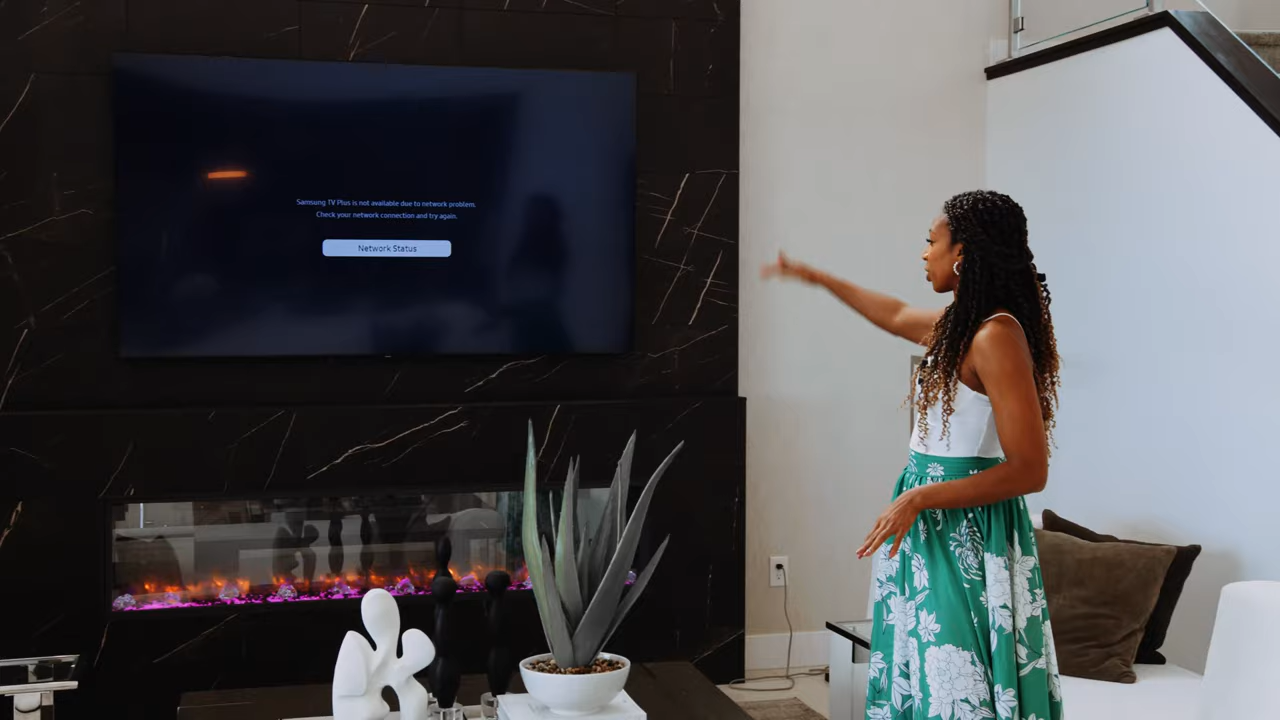 Samsung TV Plus is not available due to network problem.
Check your network connection and try again.
Network Status